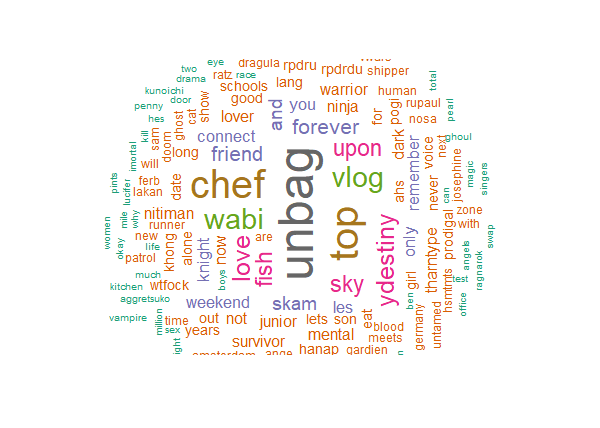 eye
dragula
rpdru
rpdrdu
shipper
two
drama
ratz
race
lang
warrior
human
total
kunoichi
door
schools
good
you
ninja
for
pogi
rupaul
pearl
penny
hes
cat
show
lover
and
forever
dark
nosa
ghoul
kill
sam
ghost
connect
friend
upon
remember
voice
next
imortal
doom
long
unbag
vlog
ahs
never
josephine
magic
singers
will
ferb
date
chef
can
pints
lucifer
lakan
wabi
top
ydestiny
only
thamtype
prodigal
zone
with
women
mile
why
nitiman
runner
love
fish
are
sky
swap
okay
new
life
khong
alone
knight
now
boys
girl
hsmtmts
test
angels
ragnarok
patrol
much
kitchen
wtfock
aggretsuko
weekend
skam
les
ben
untamed
office
vampire
million
time
sex
out
not
junior
lets
son
eat
blood
germany
years
survivor
mental
meets
right
ange
hanap
gardien
amsterdam